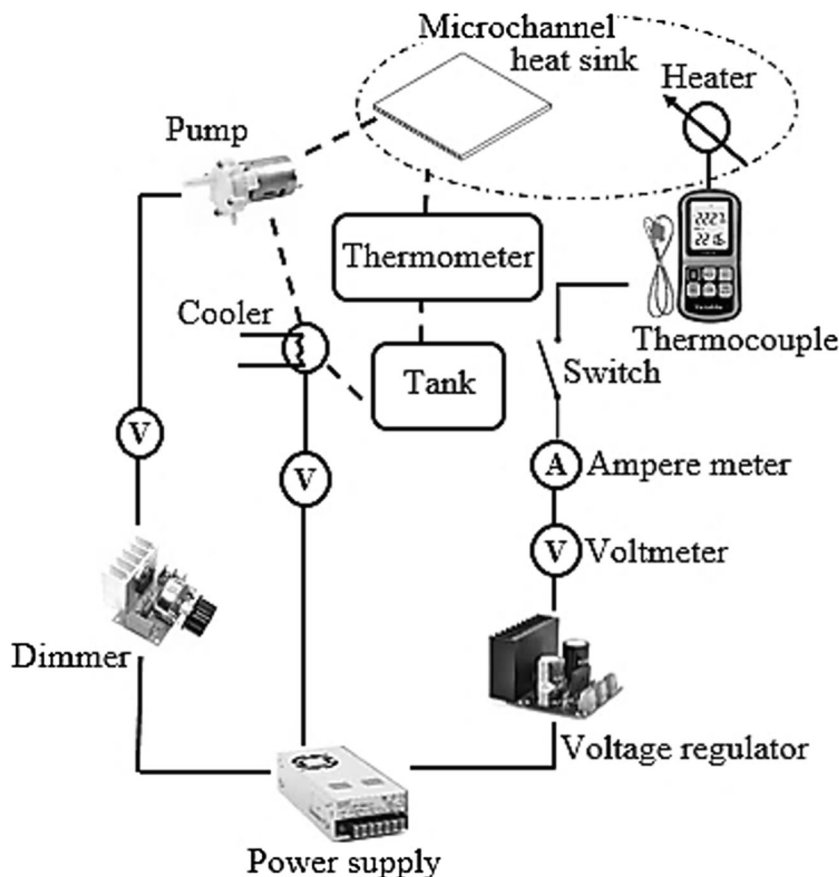 Microchannel
heat sink
Heater
Pump
Thermometer
Thermocouple
Cooler
Tank
Switch
V
V
A
Ampere meter
V
Voltmeter
Dimmer
Voltage regulator
Power supply